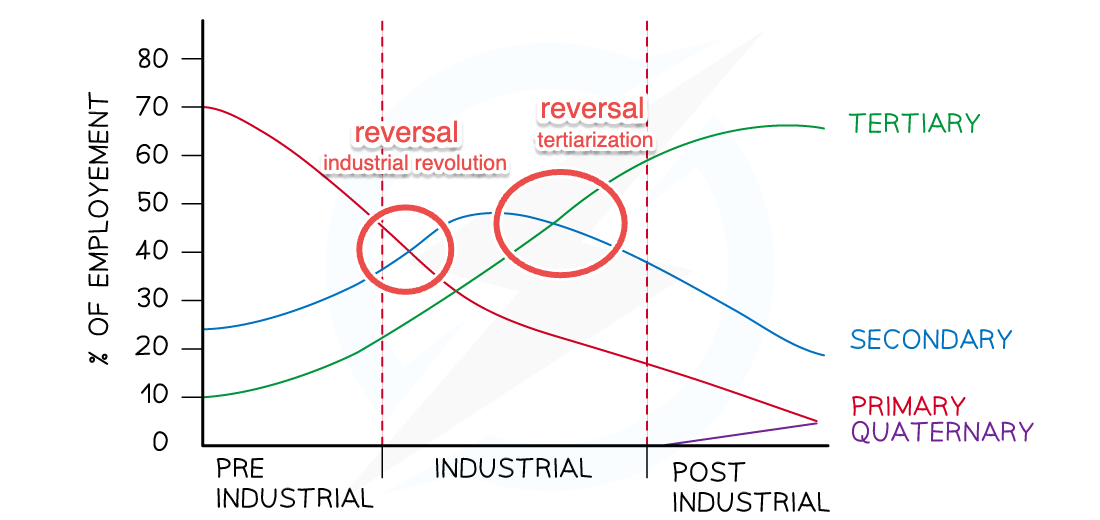 % OF EMPLOYEMENT
80
70
60
50
40
30
20
10
0
reversal
industrial revolution
reversal
tertiarization
TERTIARY
SECONDARY
PRIMARY
QUATERNARY
PRE
INDUSTRIAL
INDUSTRIAL
POST
INDUSTRIAL